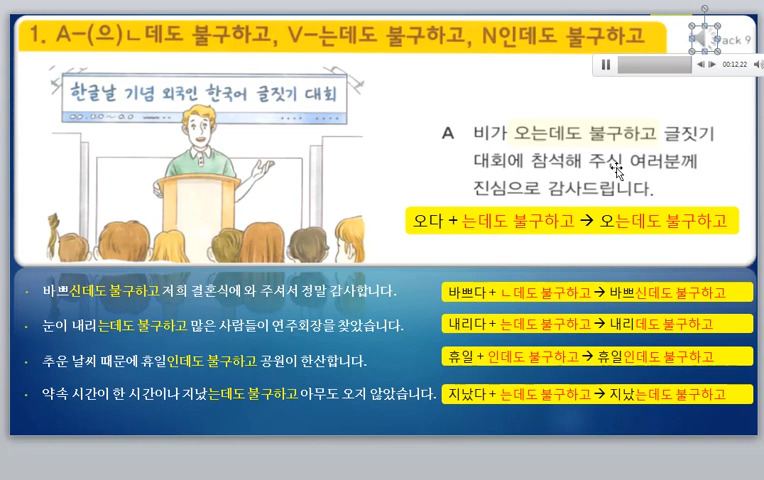 1. A-(으)ㄴ데도 불구하고, V-는데도 불구하고, N인데도 불구하고
ack 9
00:12,22
한글날 기념 외국인 한국어 글짓기 대회
A 비가 오는데도 불구하고 글짓기
대회에 참석해 주신 여러분께
진심으로 감사드립니다.
오다 + 는데도 불구하고 → 오는데도 불구하고
• 바쁘신데도 불구하고 저희 결혼식에 와 주셔서 정말 감사합니다.
바쁘다 + ㄴ데도 불구하고 → 바쁘신데도 불구하고
• 눈이 내리는데도 불구하고 많은 사람들이 연주회장을 찾았습니다.
내리다 + 는데도 불구하고 → 내리데도 불구하고
• 추운 날씨 때문에 휴일인데도 불구하고 공원이 한산합니다.
휴일 + 인데도 불구하고 → 휴일인데도 불구하고
• 약속 시간이 한 시간이나 지났는데도 불구하고 아무도 오지 않았습니다.
지났다 + 는데도 불구하고 → 지났는데도 불구하고